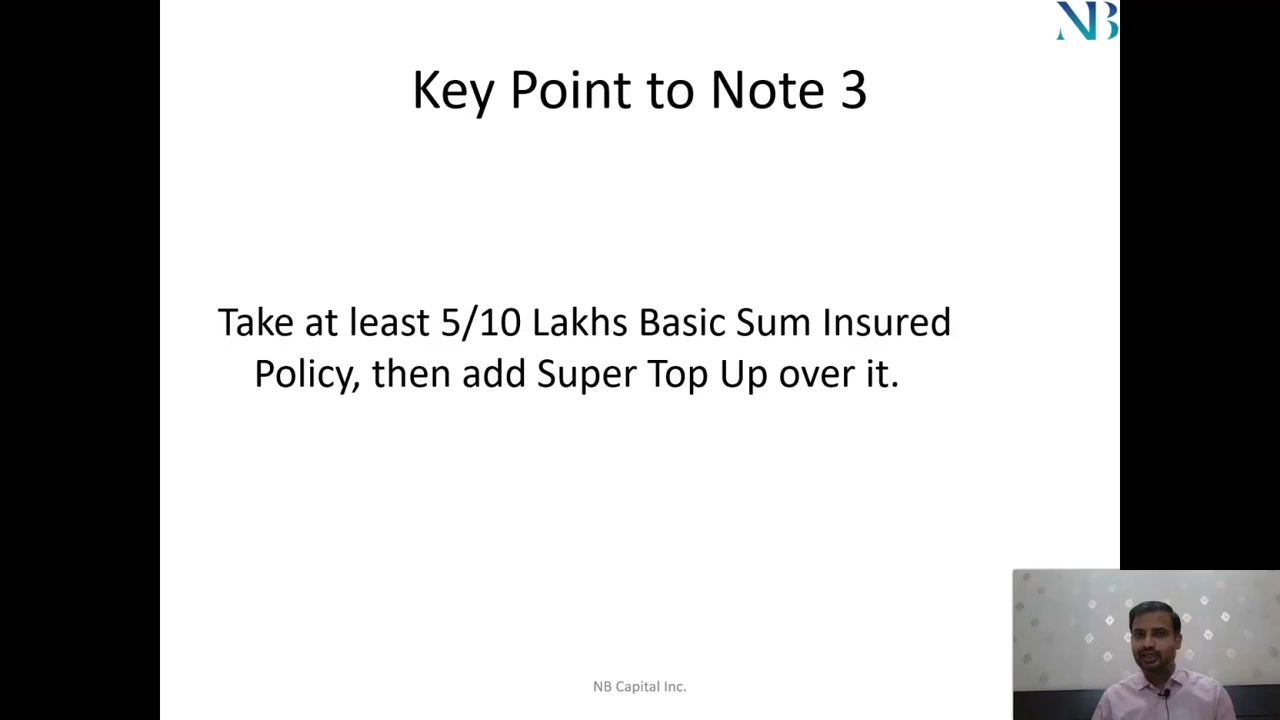 NB
Key Point to Note 3
Take at least 5/10 Lakhs Basic Sum Insured
Policy, then add Super Top Up over it.
NB Capital Inc.